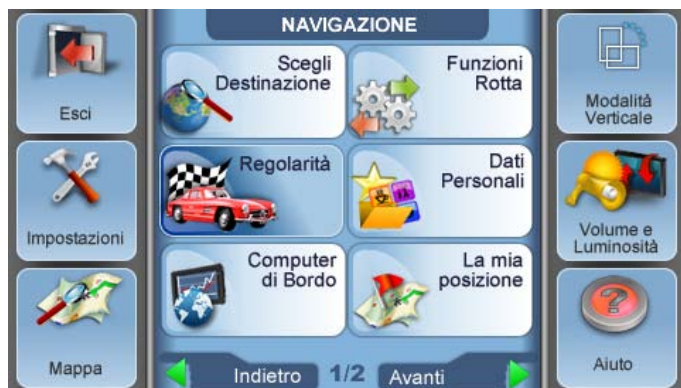 NAVIGAZIONE
Esci
Scegli
Destinazione
Funzioni
Rotta
Modalità
Verticale
Impostazioni
Regolarità
Dati
Personali
Volume e
Luminosità
Mappa
Computer
di Bordo
La mia
posizione
Aiuto
Indietro 1/2 Avanti